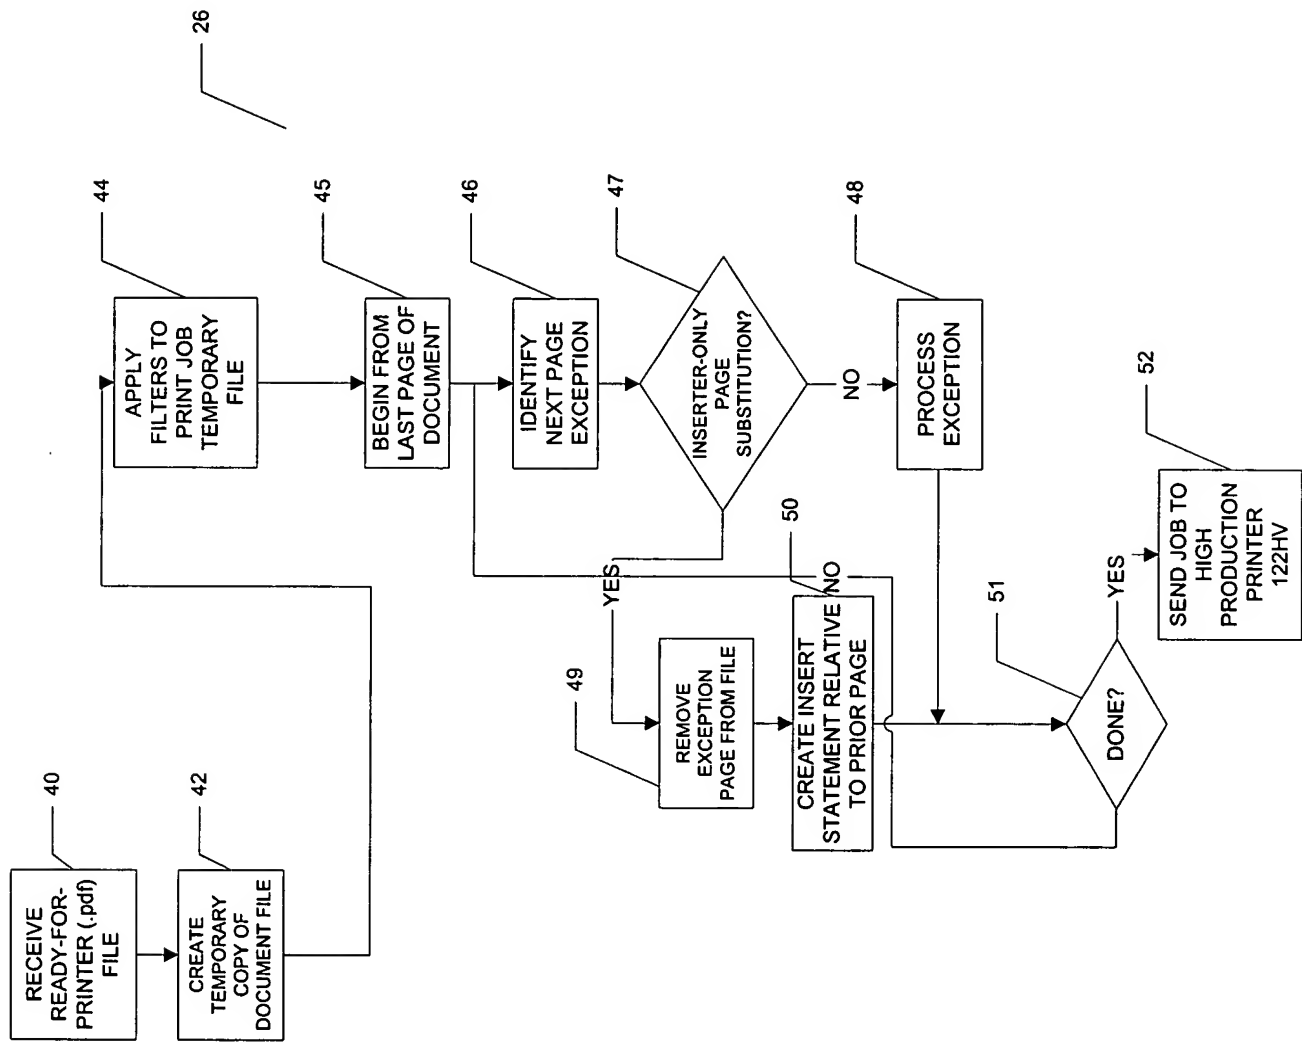 40
RECEIVE
READY-FOR-
PRINTER (.pdf)
FILE
42
CREATE
TEMPORARY
COPY OF
DOCUMENT FILE
26
44
APPLY
FILTERS TO
PRINT JOB
TEMPORARY
FILE
45
BEGIN FROM
LAST PAGE OF
DOCUMENT
46
IDENTIFY
NEXT PAGE
EXCEPTION
47
INSERTER-ONLY
PAGE
SUBSTITUTION?
NO
48
PROCESS
EXCEPTION
YES
49
REMOVE
EXCEPTION
PAGE FROM FILE
50
CREATE INSERT
STATEMENT RELATIVE
TO PRIOR PAGE
NO
51
DONE?
YES
52
SEND JOB TO
HIGH
PRODUCTION
PRINTER
122HV